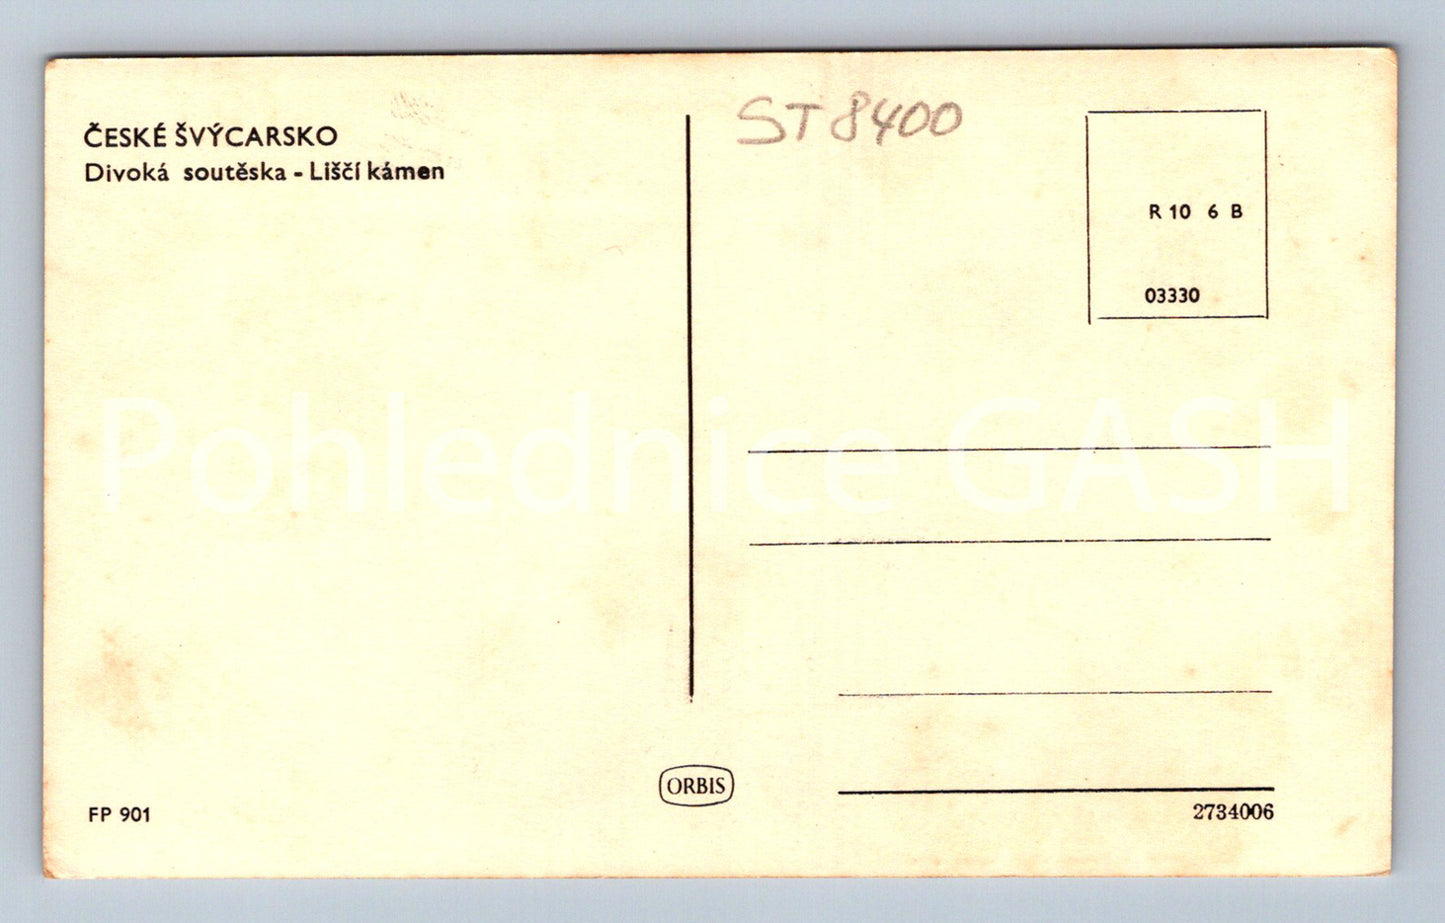 ČESKÉ ŠVÝCARSKO
Divoká soutěska - Liščí kámen
ST 8400
R 10 6 B
03330
Pohlednice GASH
ORBIS
FP 901
2734006